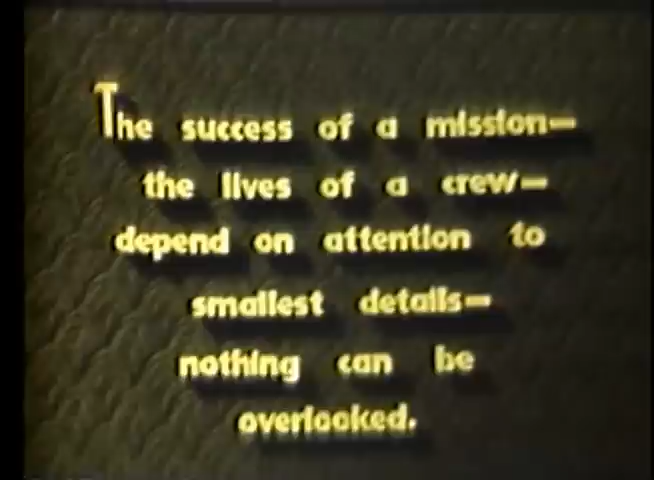 The success of a mission—
the lives of a crew—
depend on attention to
smallest details—
nothing can be
overlooked.